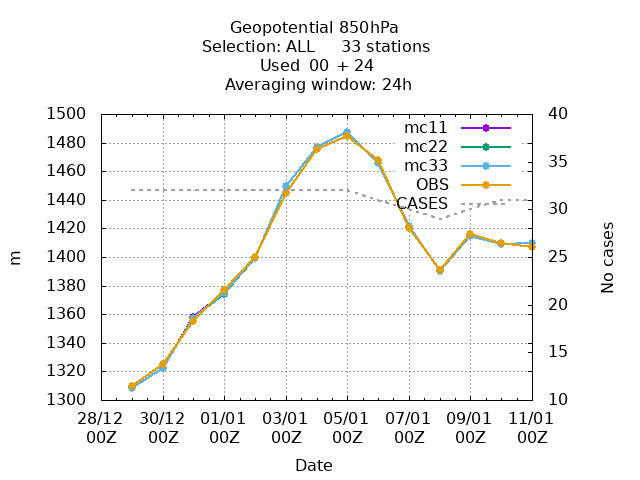 Geopotential 850hPa
Selection: ALL     33 stations
Used  00  + 24
Averaging window: 24h
1500
1480
1460
1440
1420
1400
1380
1360
1340
1320
1300
m
40
35
30
25
20
15
10
No cases
mc11
mc22
mc33
OBS
CASES
28/12 30/12 01/01 03/01 05/01 07/01 09/01 11/01
00Z 00Z 00Z 00Z 00Z 00Z 00Z 00Z
Date